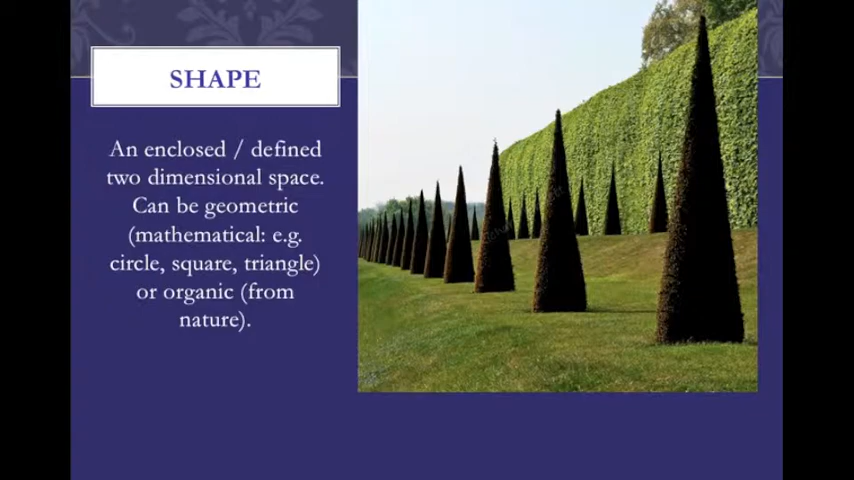 SHAPE
An enclosed / defined
two dimensional space.
Can be geometric
(mathematical: e.g.
circle, square, triangle)
or organic (from
nature).